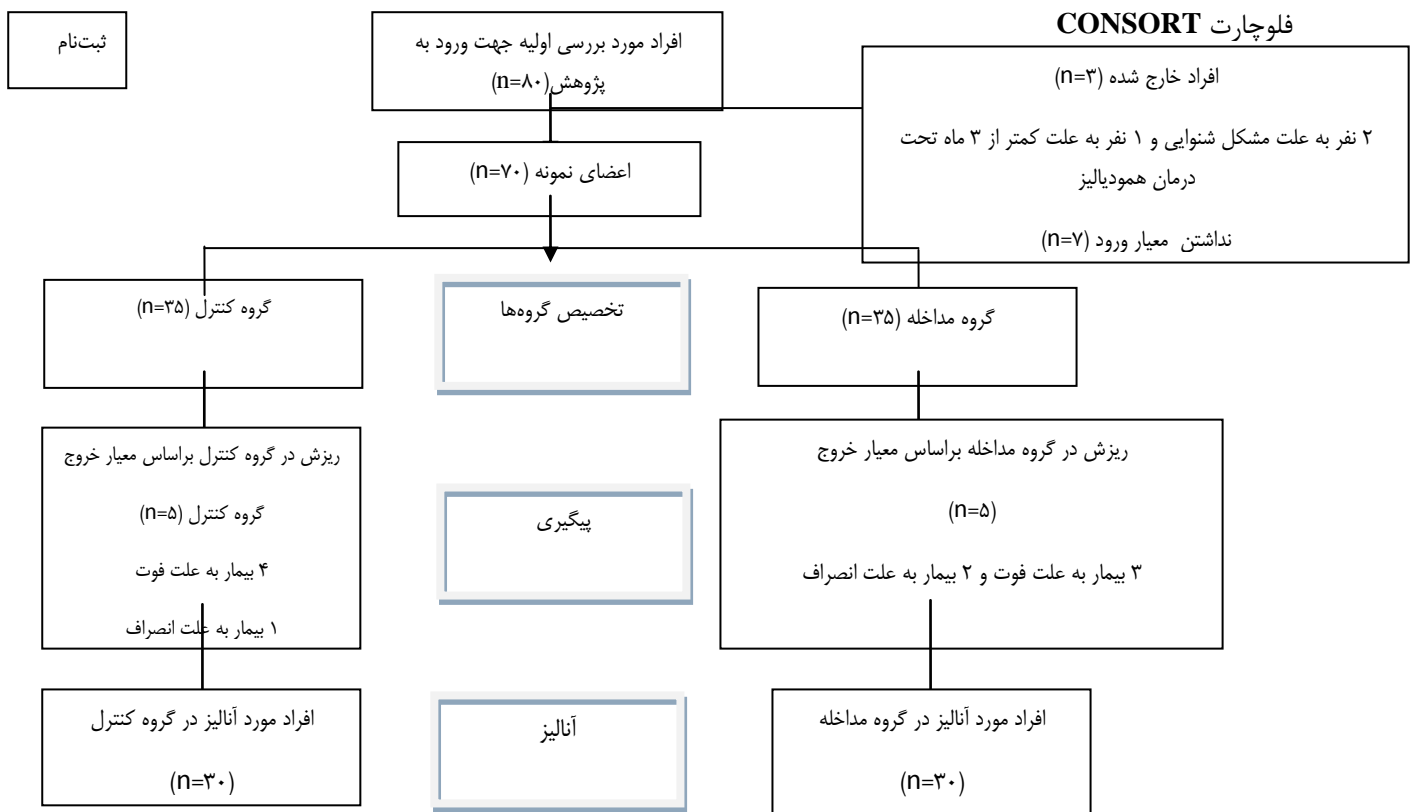 فلوچارت CONSORT
ثبت‌نام
افراد مورد بررسی اولیه جهت ورود به
پژوهش(n=۸۰)
افراد خارج شده (n=۳)
۲ نفر به علت مشکل شنوایی و ۱ نفر به علت کمتر از ۳ ماه تحت
درمان همودیالیز
نداشتن معیار ورود (n=۷)
اعضای نمونه (n=۷۰)
گروه مداخله (n=۳۵)
تخصیص گروه‌ها
گروه کنترل (n=۳۵)
ریزش در گروه مداخله براساس معیار خروج
(n=۵)
۳ بیمار به علت فوت و ۲ بیمار به علت انصراف
پیگیری
ریزش در گروه کنترل براساس معیار خروج
گروه کنترل (n=۵)
۴ بیمار به علت فوت
۱ بیمار به علت انصراف
افراد مورد آنالیز در گروه مداخله
(n=۳۰)
آنالیز
افراد مورد آنالیز در گروه کنترل
(n=۳۰)